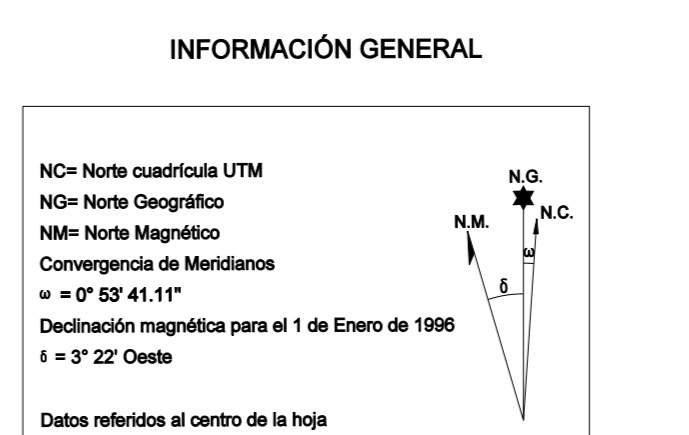 INFORMACIÓN GENERAL
NC= Norte cuadrícula UTM
NG= Norte Geográfico
NM= Norte Magnético
Convergencia de Meridianos
ω = 0° 53' 41.11"
Declinación magnética para el 1 de Enero de 1996
δ = 3° 22' Oeste
Datos referidos al centro de la hoja
N.G.
N.C.
N.M.
ω
δ